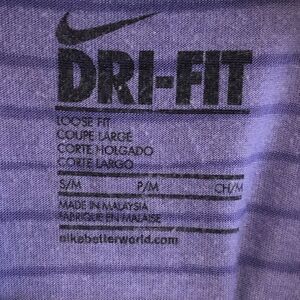 DRI-FIT
LOOSE FIT
COUPE LARGE
CORTE HOLGADO
CORTE LARGO
S/M P/M CH/M
MADE IN MALAYSIA
FABRIQUÉ EN MALAISIE
nikebetterworld.com